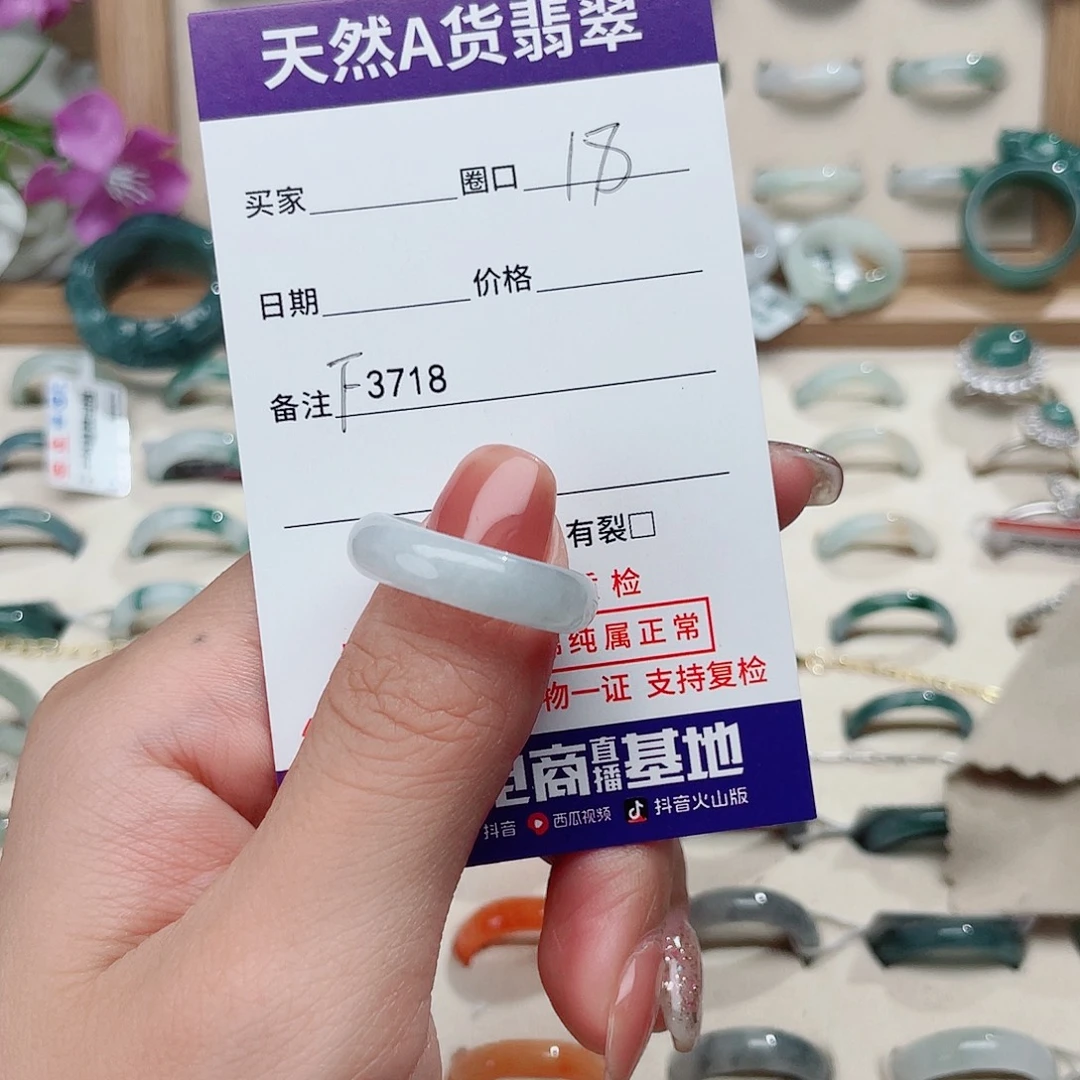 天然A货翡翠
买家 圈口 18
日期 价格
备注 F3718
有裂□
检
纯属正常
物一证 支持复检
电商直播基地
抖音 西瓜视频 抖音火山版